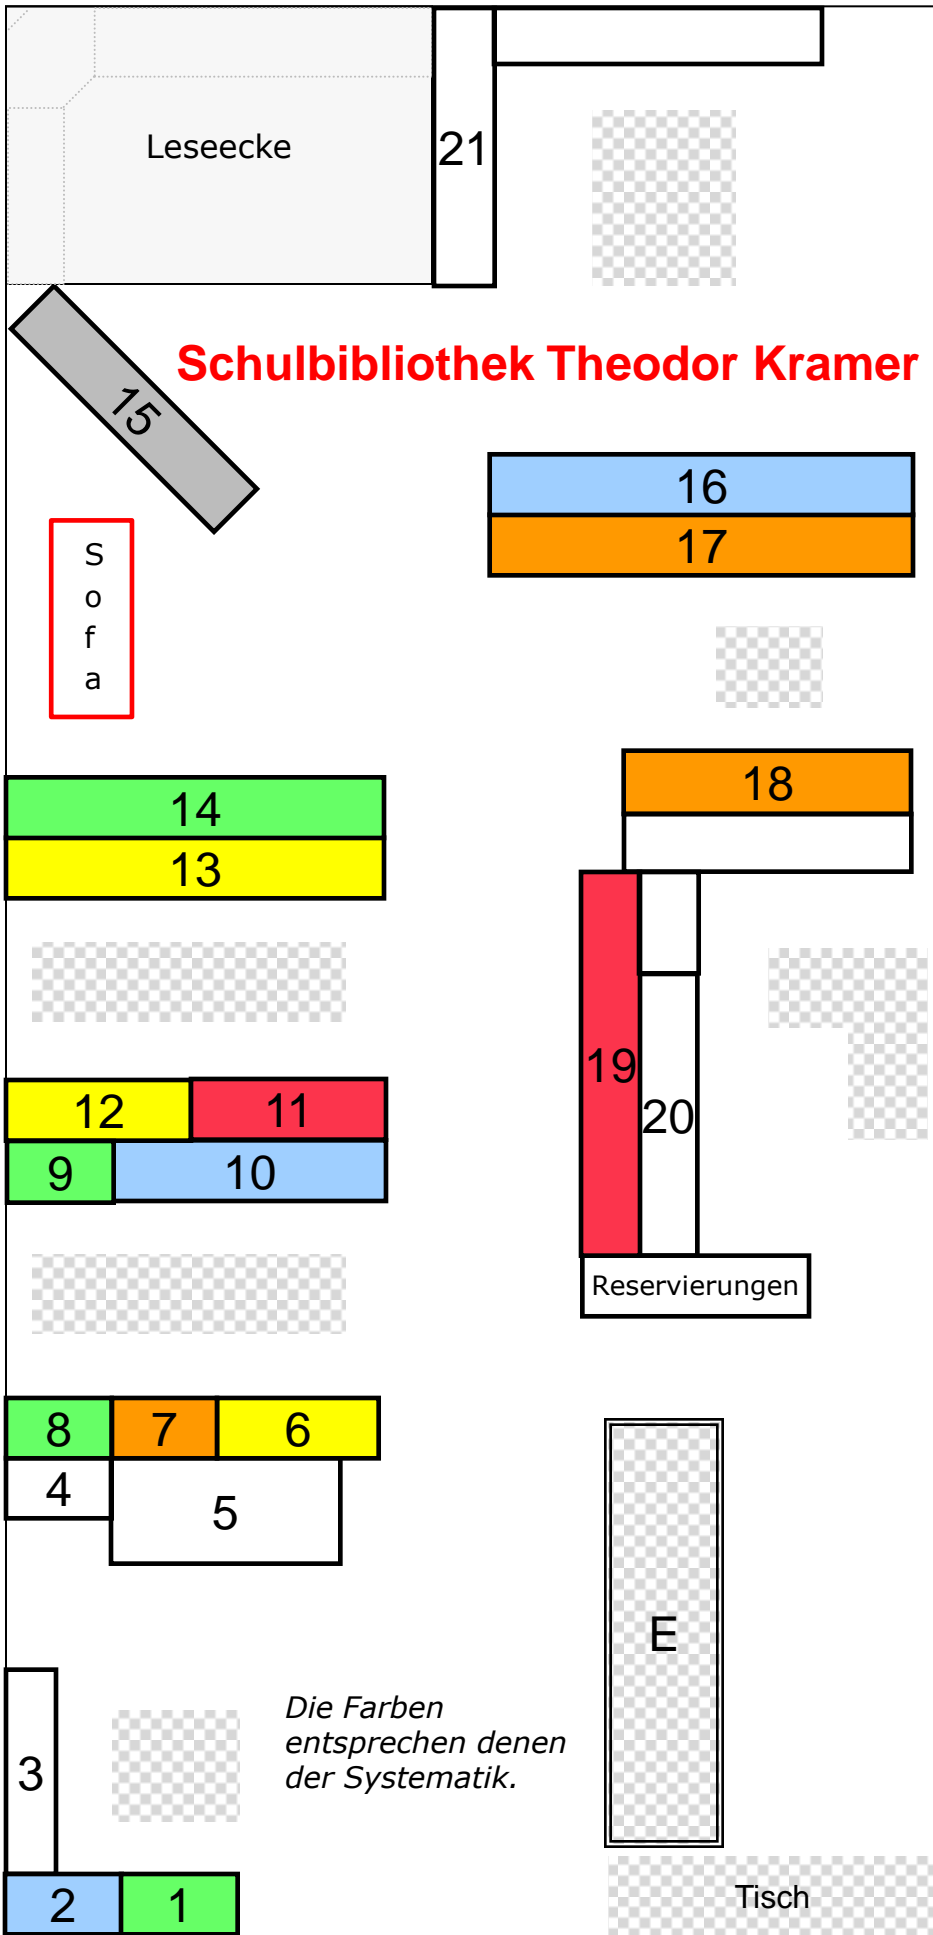 Leseecke
21
Schulbibliothek Theodor Kramer
15
16
17
S
o
f
a
18
14
13
19
20
12
11
9
10
Reservierungen
8
7
6
4
5
E
Die Farben
entsprechen denen
der Systematik.
3
2
1
Tisch